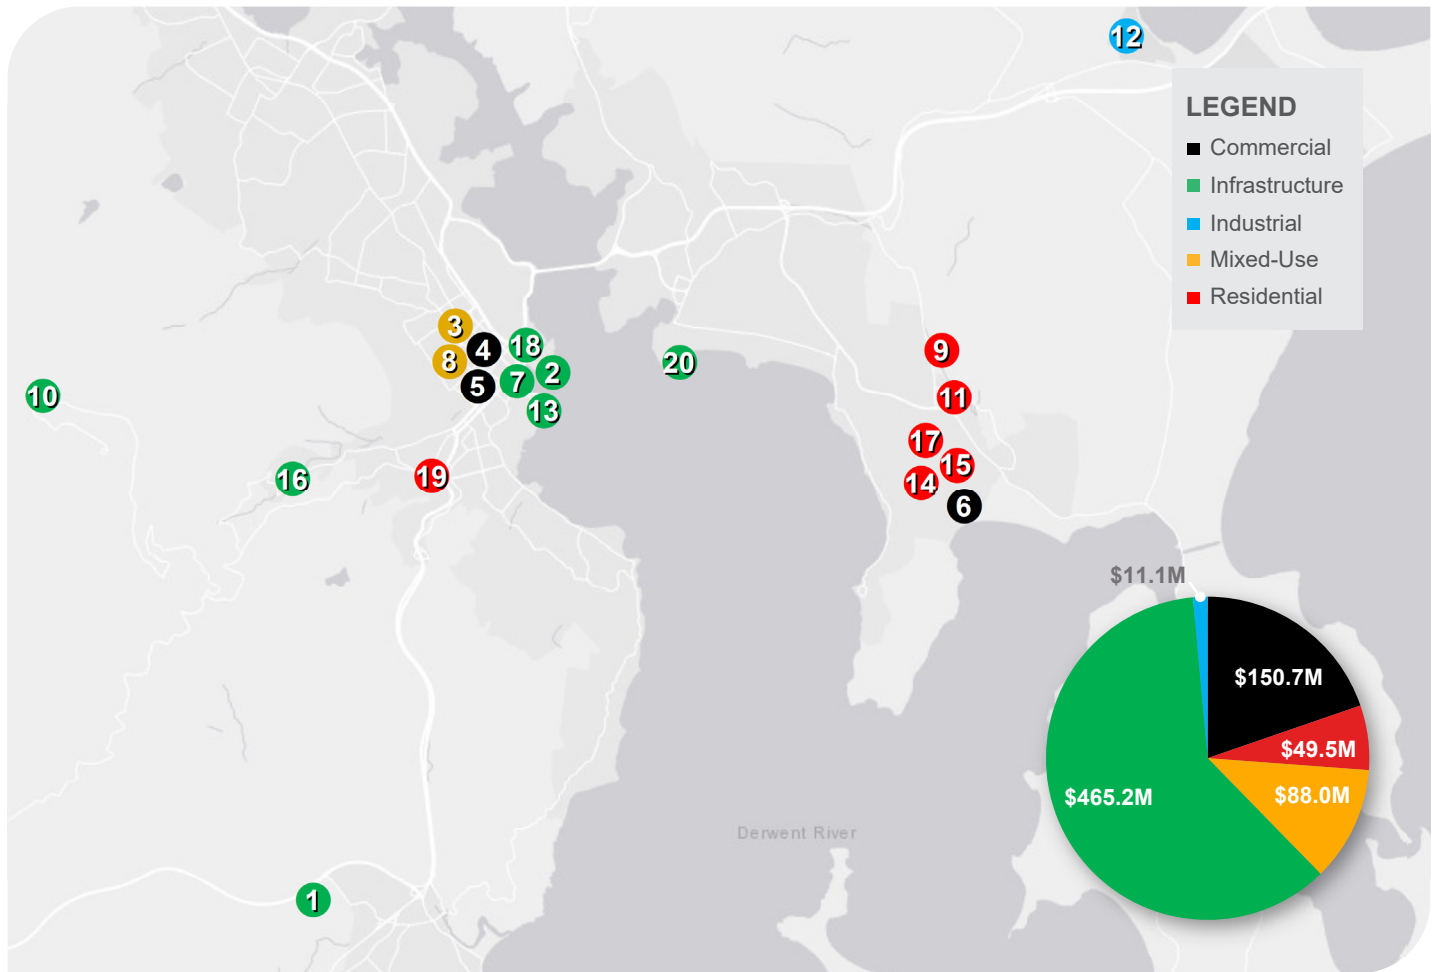 12
LEGEND
Commercial
Infrastructure
Industrial
Mixed-Use
Residential
3
4
18
8
2
7
5
13
20
9
10
11
17
15
16
19
14
6
$11.1M
$150.7M
$49.5M
$465.2M
$88.0M
Derwent River
1